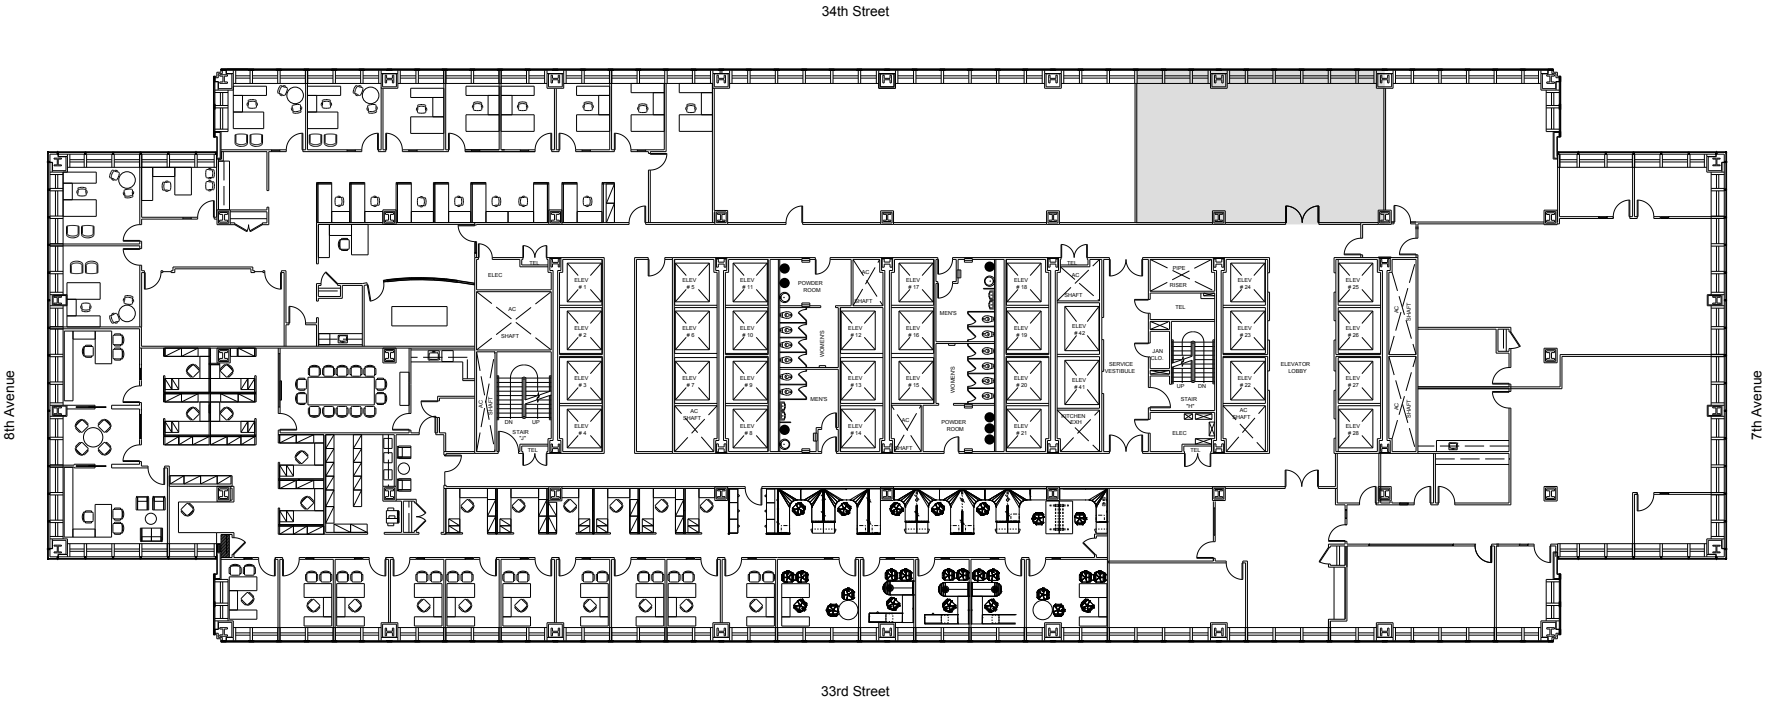 34th Street
8th Avenue
7th Avenue
33rd Street
ELEC
TEL
AC
SHAFT
AC
SHAFT
DN
UP
STAIR
"J"
TEL
ELEV
# 1
ELEV
# 2
ELEV
# 3
ELEV
# 4
ELEV
# 5
ELEV
# 6
ELEV
# 7
AC
SHAFT
ELEV
# 11
ELEV
# 10
ELEV
# 9
ELEV
# 8
POWDER
ROOM
WOMEN'S
MEN'S
AC
SHAFT
ELEV
# 12
ELEV
# 13
ELEV
# 14
ELEV
# 17
ELEV
# 16
ELEV
# 15
AC
SHAFT
MEN'S
WOMEN'S
POWDER
ROOM
ELEV
# 18
ELEV
# 19
ELEV
# 20
ELEV
# 21
TEL
AC
SHAFT
ELEV
# 42
ELEV
# 41
KITCHEN
EXH
SERVICE
VESTIBULE
PIPE
RISER
TEL
JAN
CLO.
UP
DN
STAIR
"H"
ELEC
TEL
ELEV
# 24
ELEV
# 23
ELEV
# 22
AC
SHAFT
ELEVATOR
LOBBY
ELEV
# 25
ELEV
# 26
ELEV
# 27
ELEV
# 28
AC
SHAFT
AC
SHAFT